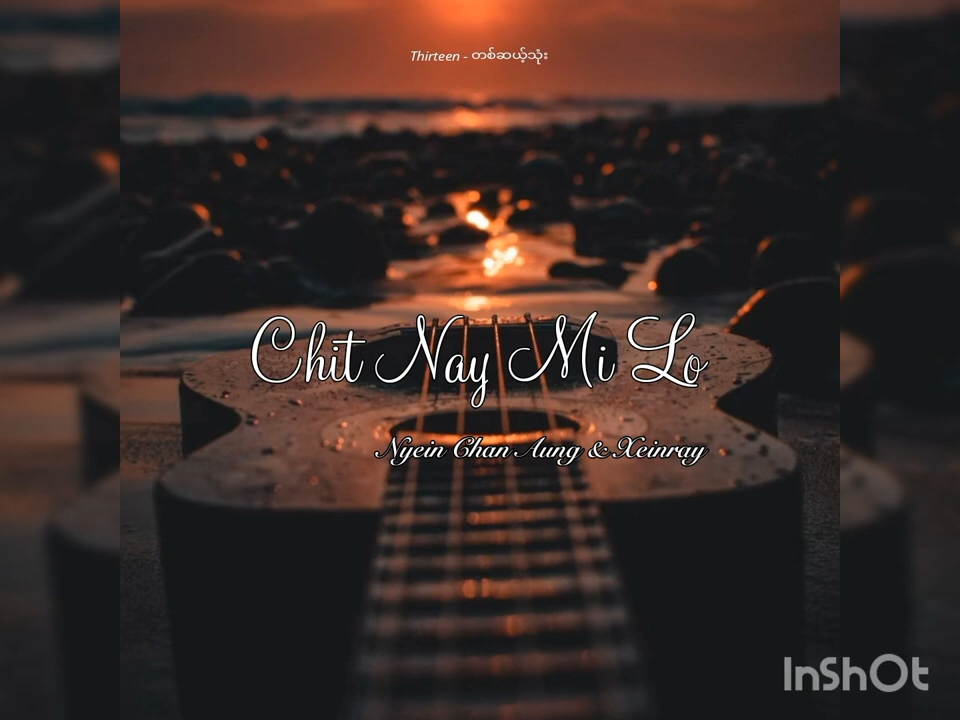 Thirteen - တစ်ဆယ့်သုံး
Chit Nay Mi Lo
Nyein Chan Aung & Xeinray
InShOt